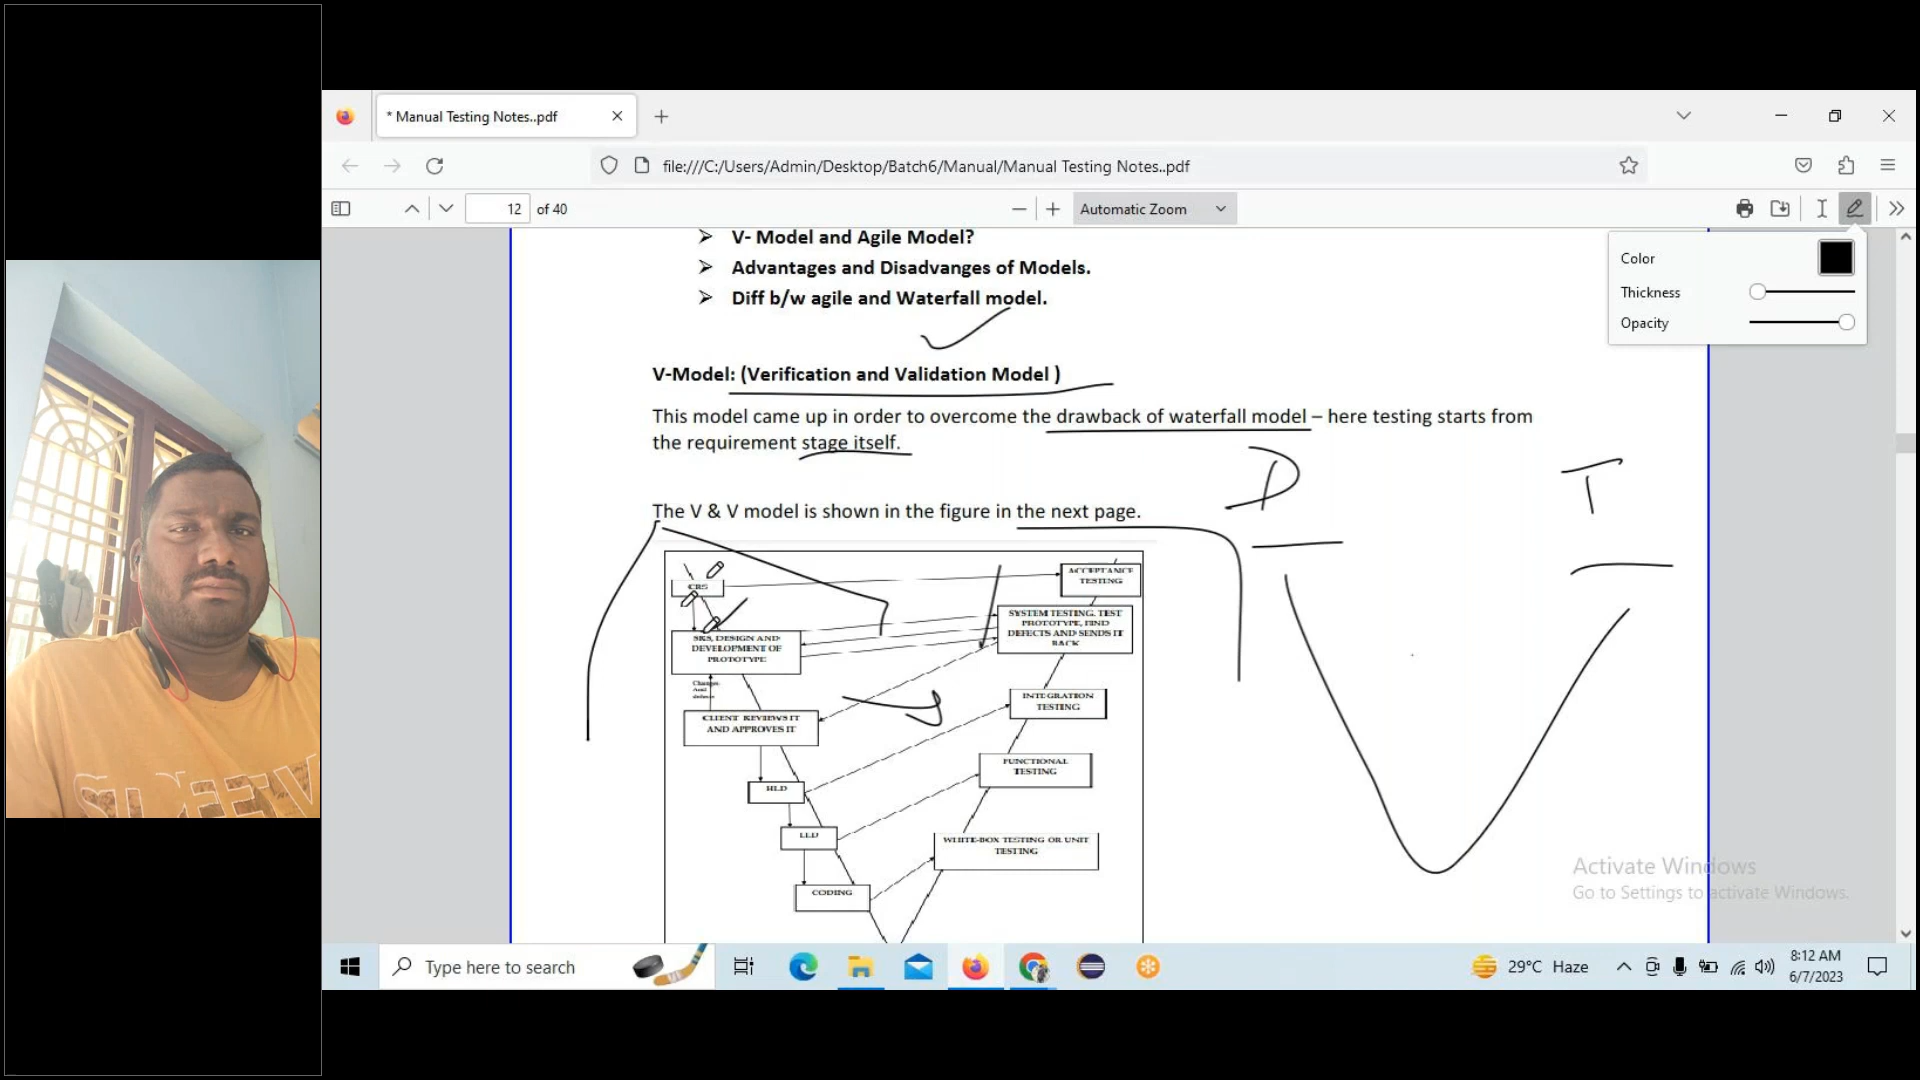 * Manual Testing Notes..pdf
file:///C:/Users/Admin/Desktop/Batch6/Manual/Manual Testing Notes..pdf
12 of 40
Automatic Zoom
Color
Thickness
Opacity
➢ V- Model and Agile Model?
➢ Advantages and Disadvanges of Models.
➢ Diff b/w agile and Waterfall model.
V-Model: (Verification and Validation Model )
This model came up in order to overcome the drawback of waterfall model – here testing starts from
the requirement stage itself.
D
T
The V & V model is shown in the figure in the next page.
CRS
ACCEPTANCE
TESTING
SYSTEM TESTING, TEST
PROTOTYPE, FIND
DEFECTS AND SENDS IT
BACK
SRS, DESIGN AND
DEVELOPMENT OF
PROTOTYPE
Changes
And
defects
INTEGRATION
TESTING
CLIENT REVIEWS IT
AND APPROVES IT
FUNCTIONAL
TESTING
HLD
LLD
WHITE-BOX TESTING OR UNIT
TESTING
CODING
Activate Windows
Go to Settings to activate Windows.
Type here to search
29°C Haze
8:12 AM
6/7/2023